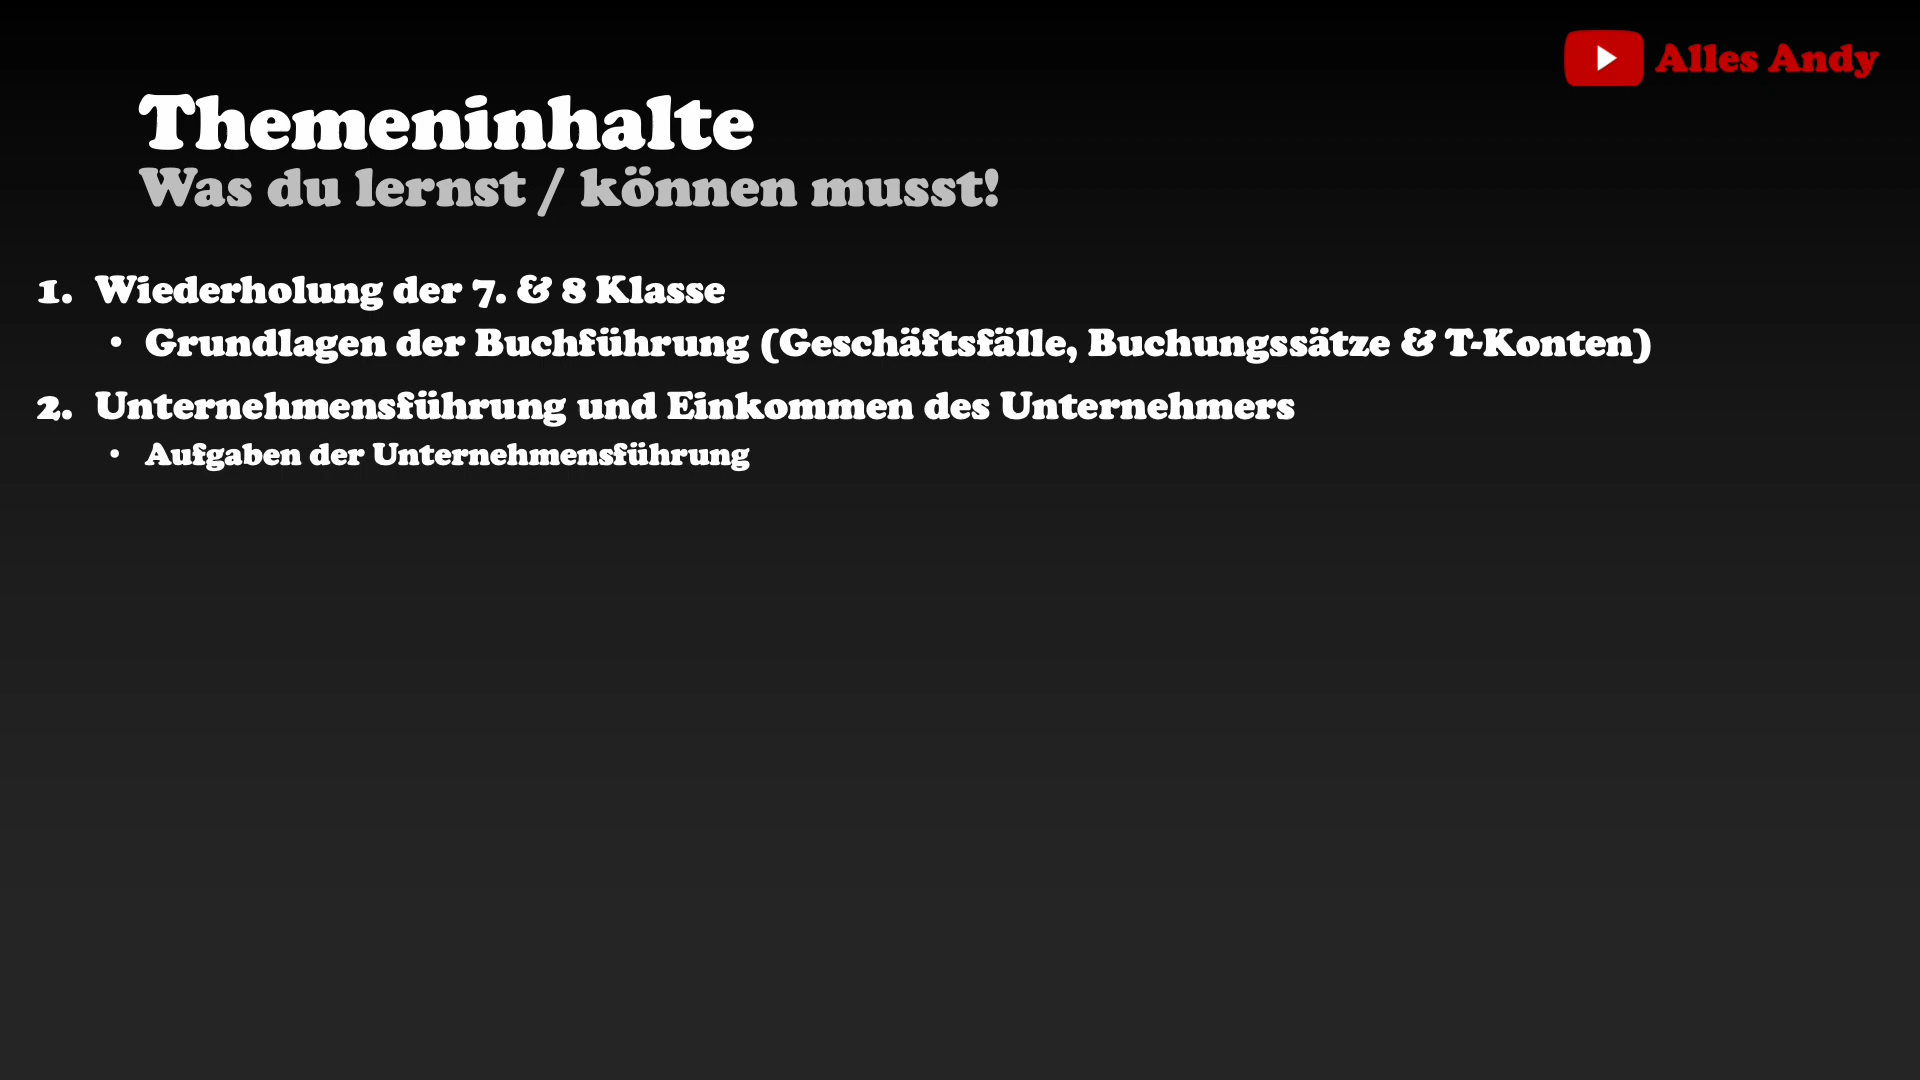 Alles Andy
Themeninhalte
Was du lernst / können musst!
1. Wiederholung der 7. & 8 Klasse
• Grundlagen der Buchführung (Geschäftsfälle, Buchungssätze & T-Konten)
2. Unternehmensführung und Einkommen des Unternehmers
• Aufgaben der Unternehmensführung